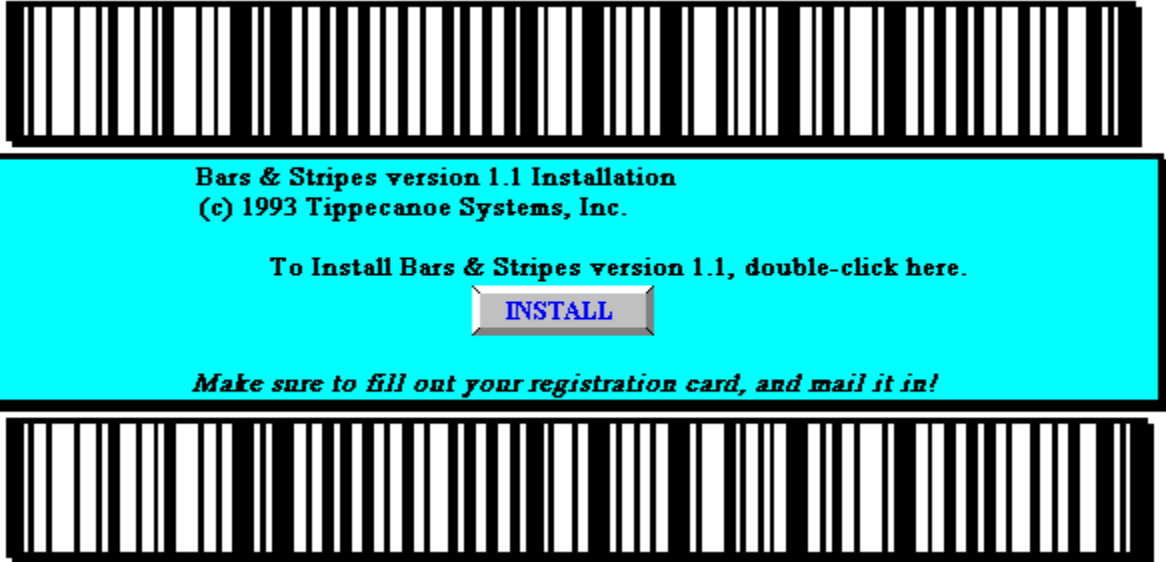 Bars & Stripes version 1.1 Installation
(c) 1993 Tippecanoe Systems, Inc.
To Install Bars & Stripes version 1.1, double-click here.
INSTALL
Make sure to fill out your registration card, and mail it in!